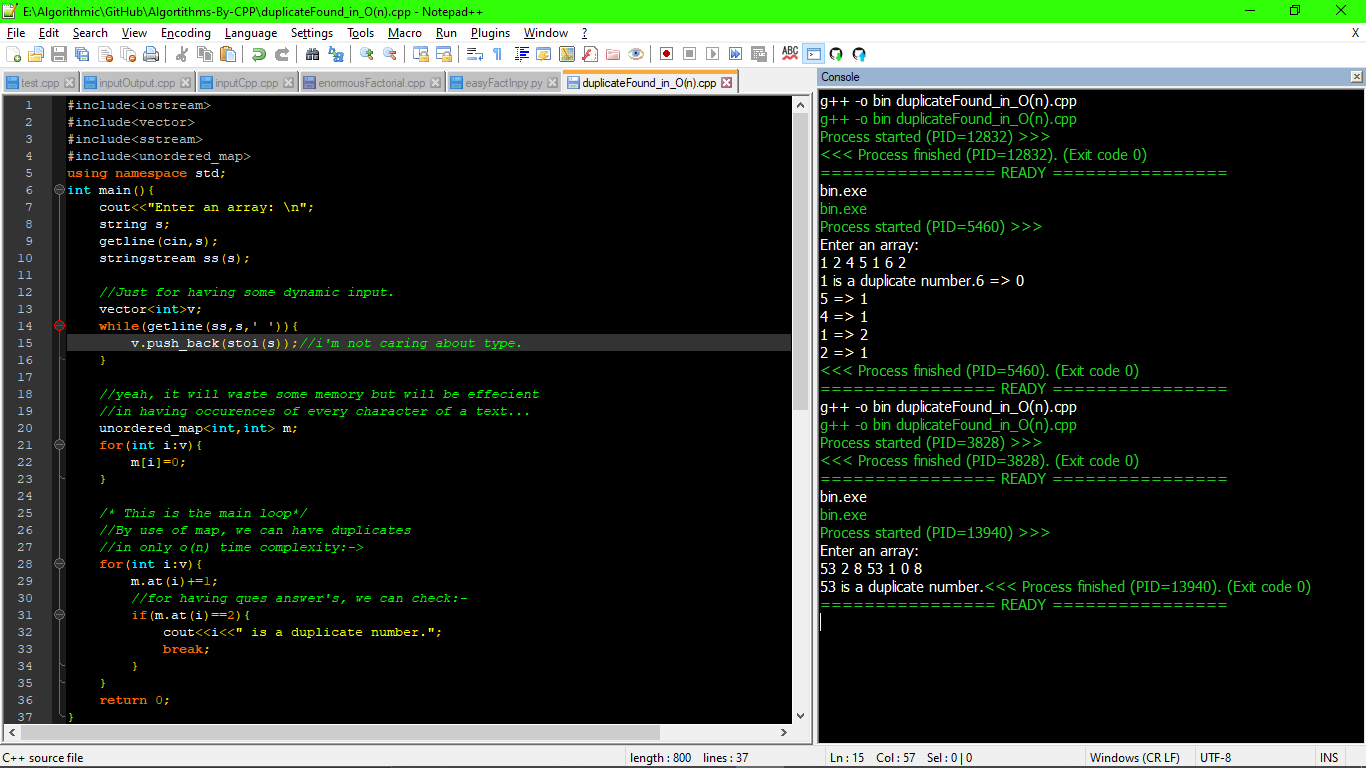 E:\Algorithmic\GitHub\Algortithms-By-CPP\duplicateFound_in_O(n).cpp - Notepad++
File Edit Search View Encoding Language Settings Tools Macro Run Plugins Window ? X
ABC
test.cpp inputOutput.cpp inputCpp.cpp enormousFactorial.cpp easyFactInpy.py duplicateFound_in_O(n).cpp
1 #include<iostream>
2 #include<vector>
3 #include<sstream>
4 #include<unordered_map>
5 using namespace std;
6 int main(){
7 cout<<"Enter an array: \n";
8 string s;
9 getline(cin,s);
10 stringstream ss(s);
11
12 //Just for having some dynamic input.
13 vector<int>v;
14 while(getline(ss,s,' ')){
15 v.push_back(stoi(s));//i'm not caring about type.
16 }
17
18 //yeah, it will waste some memory but will be effecient
19 //in having occurences of every character of a text...
20 unordered_map<int,int> m;
21 for(int i:v){
22 m[i]=0;
23 }
24
25 /* This is the main loop*/
26 //By use of map, we can have duplicates
27 //in only o(n) time complexity:->
28 for(int i:v){
29 m.at(i)+=1;
30 //for having ques answer's, we can check:-
31 if(m.at(i)==2){
32 cout<<i<<" is a duplicate number.";
33 break;
34 }
35 }
36 return 0;
37 }
Console
g++ -o bin duplicateFound_in_O(n).cpp
g++ -o bin duplicateFound_in_O(n).cpp
Process started (PID=12832) >>>
<<< Process finished (PID=12832). (Exit code 0)
================ READY ================
bin.exe
bin.exe
Process started (PID=5460) >>>
Enter an array:
1 2 4 5 1 6 2
1 is a duplicate number.6 => 0
5 => 1
4 => 1
1 => 2
2 => 1
<<< Process finished (PID=5460). (Exit code 0)
================ READY ================
g++ -o bin duplicateFound_in_O(n).cpp
g++ -o bin duplicateFound_in_O(n).cpp
Process started (PID=3828) >>>
<<< Process finished (PID=3828). (Exit code 0)
================ READY ================
bin.exe
bin.exe
Process started (PID=13940) >>>
Enter an array:
53 2 8 53 1 0 8
53 is a duplicate number.<<< Process finished (PID=13940). (Exit code 0)
================ READY ================
C++ source file length : 800 lines : 37 Ln : 15 Col : 57 Sel : 0 | 0 Windows (CR LF) UTF-8 INS